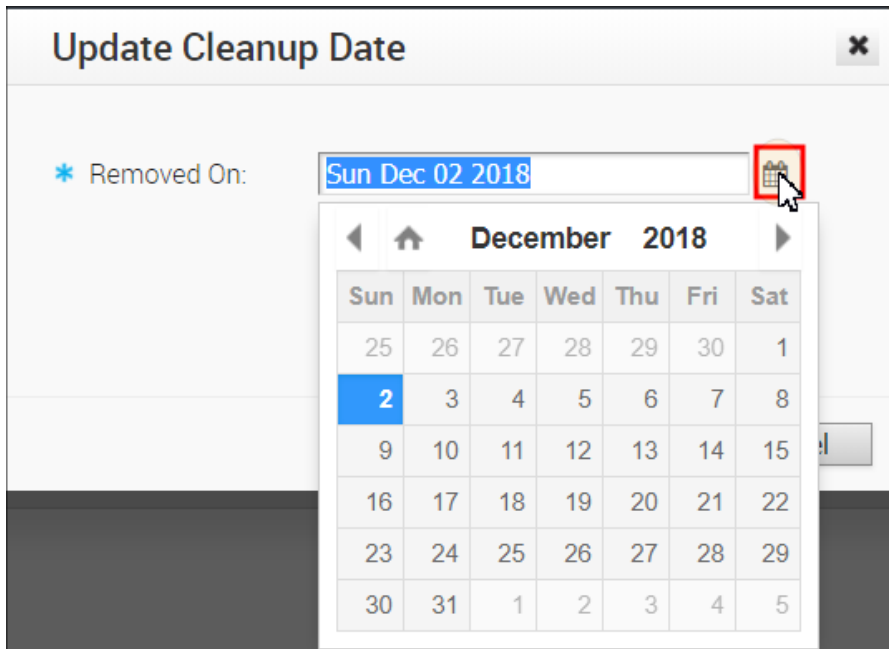 Update Cleanup Date
* Removed On: Sun Dec 02 2018
December 2018
Sun Mon Tue Wed Thu Fri Sat
25 26 27 28 29 30 1
2 3 4 5 6 7 8
9 10 11 12 13 14 15
16 17 18 19 20 21 22
23 24 25 26 27 28 29
30 31 1 2 3 4 5